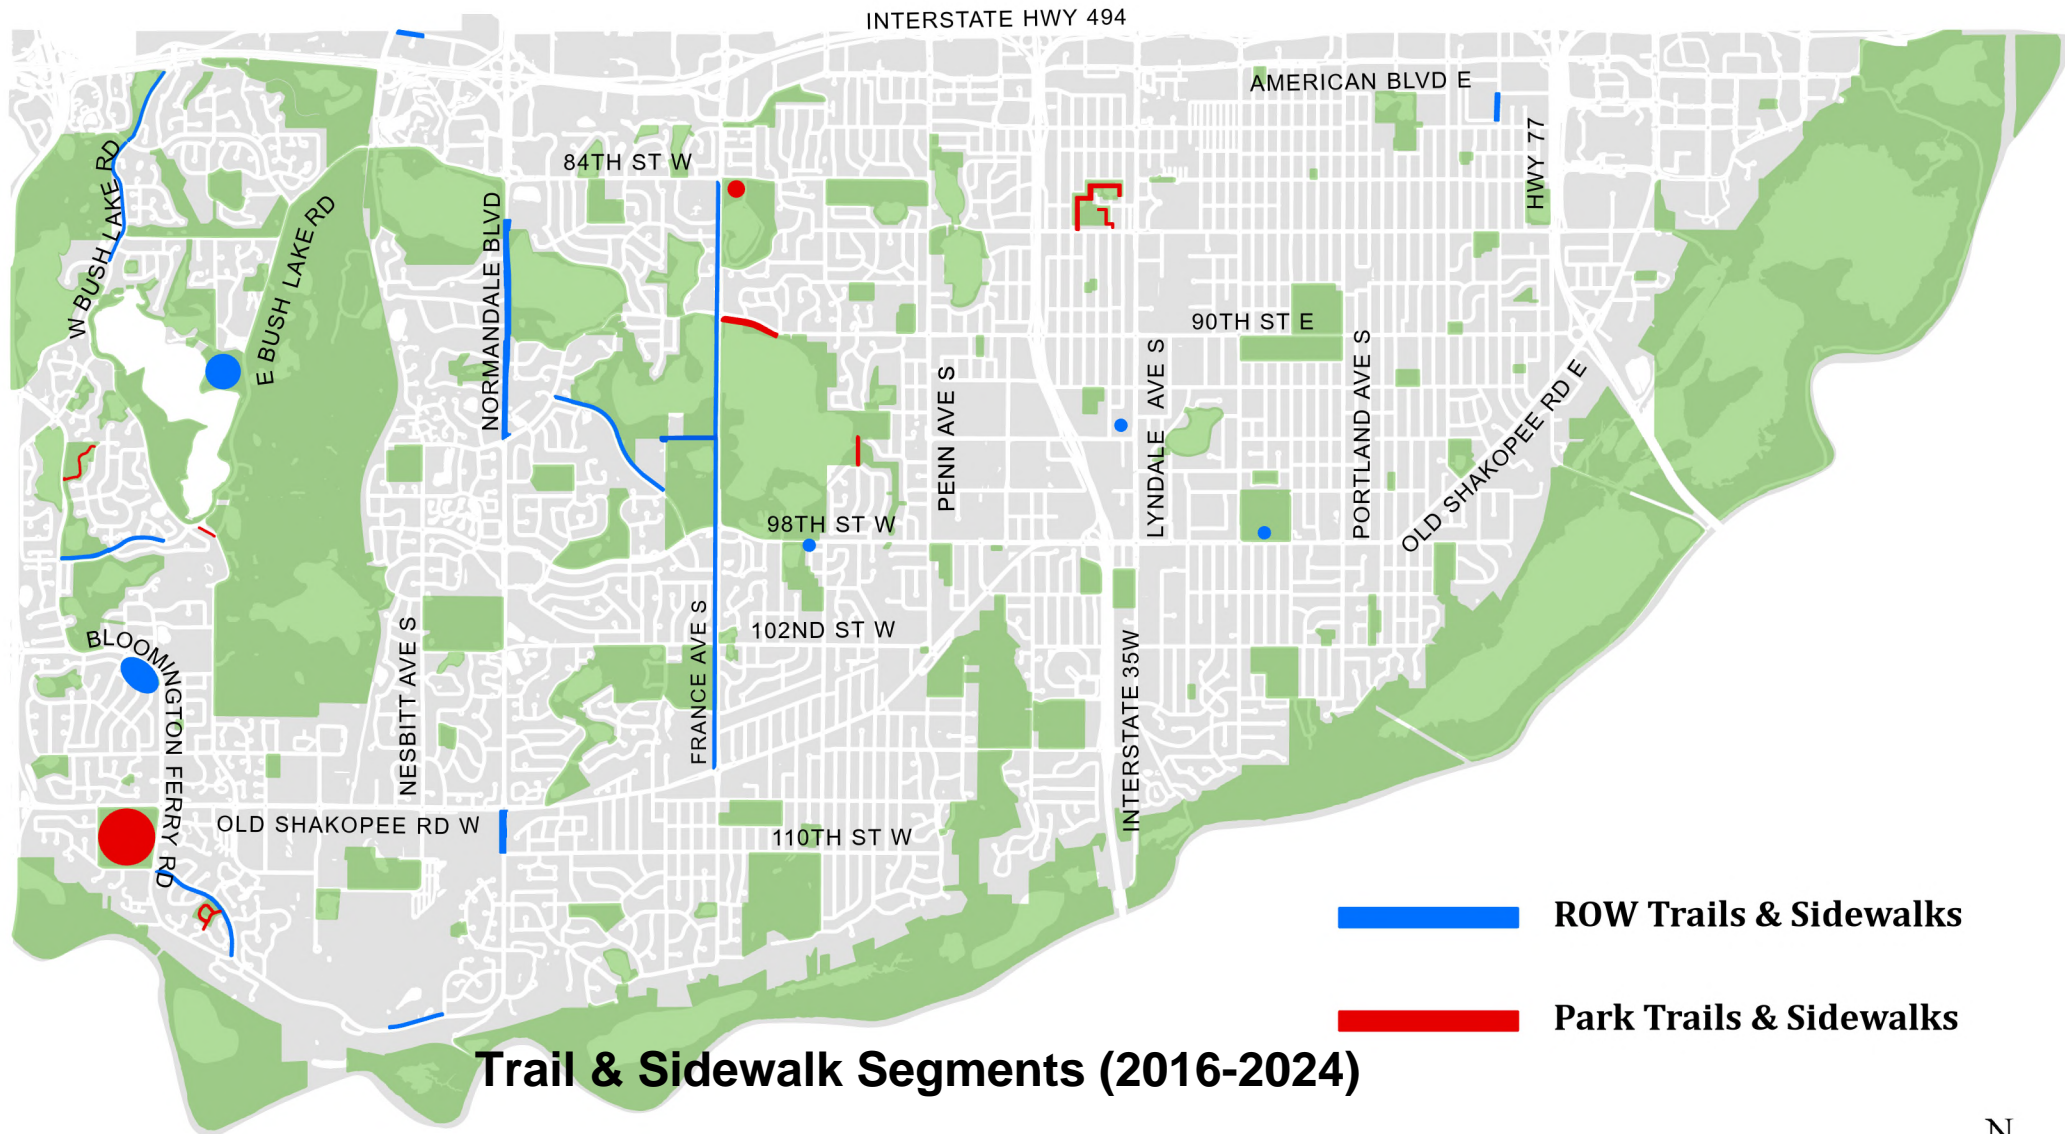 INTERSTATE HWY 494
AMERICAN BLVD E
HWY 77
84TH ST W
W BUSH LAKE RD
E BUSH LAKE RD
NORMANDALE BLVD
90TH ST E
PENN AVE S
LYNDALE AVE S
PORTLAND AVE S
OLD SHAKOPEE RD E
98TH ST W
FRANCE AVE S
102ND ST W
BLOOMINGTON FERRY RD
NESBITT AVE S
INTERSTATE 35W
OLD SHAKOPEE RD W
110TH ST W
ROW Trails & Sidewalks
Park Trails & Sidewalks
Trail & Sidewalk Segments (2016-2024)
N